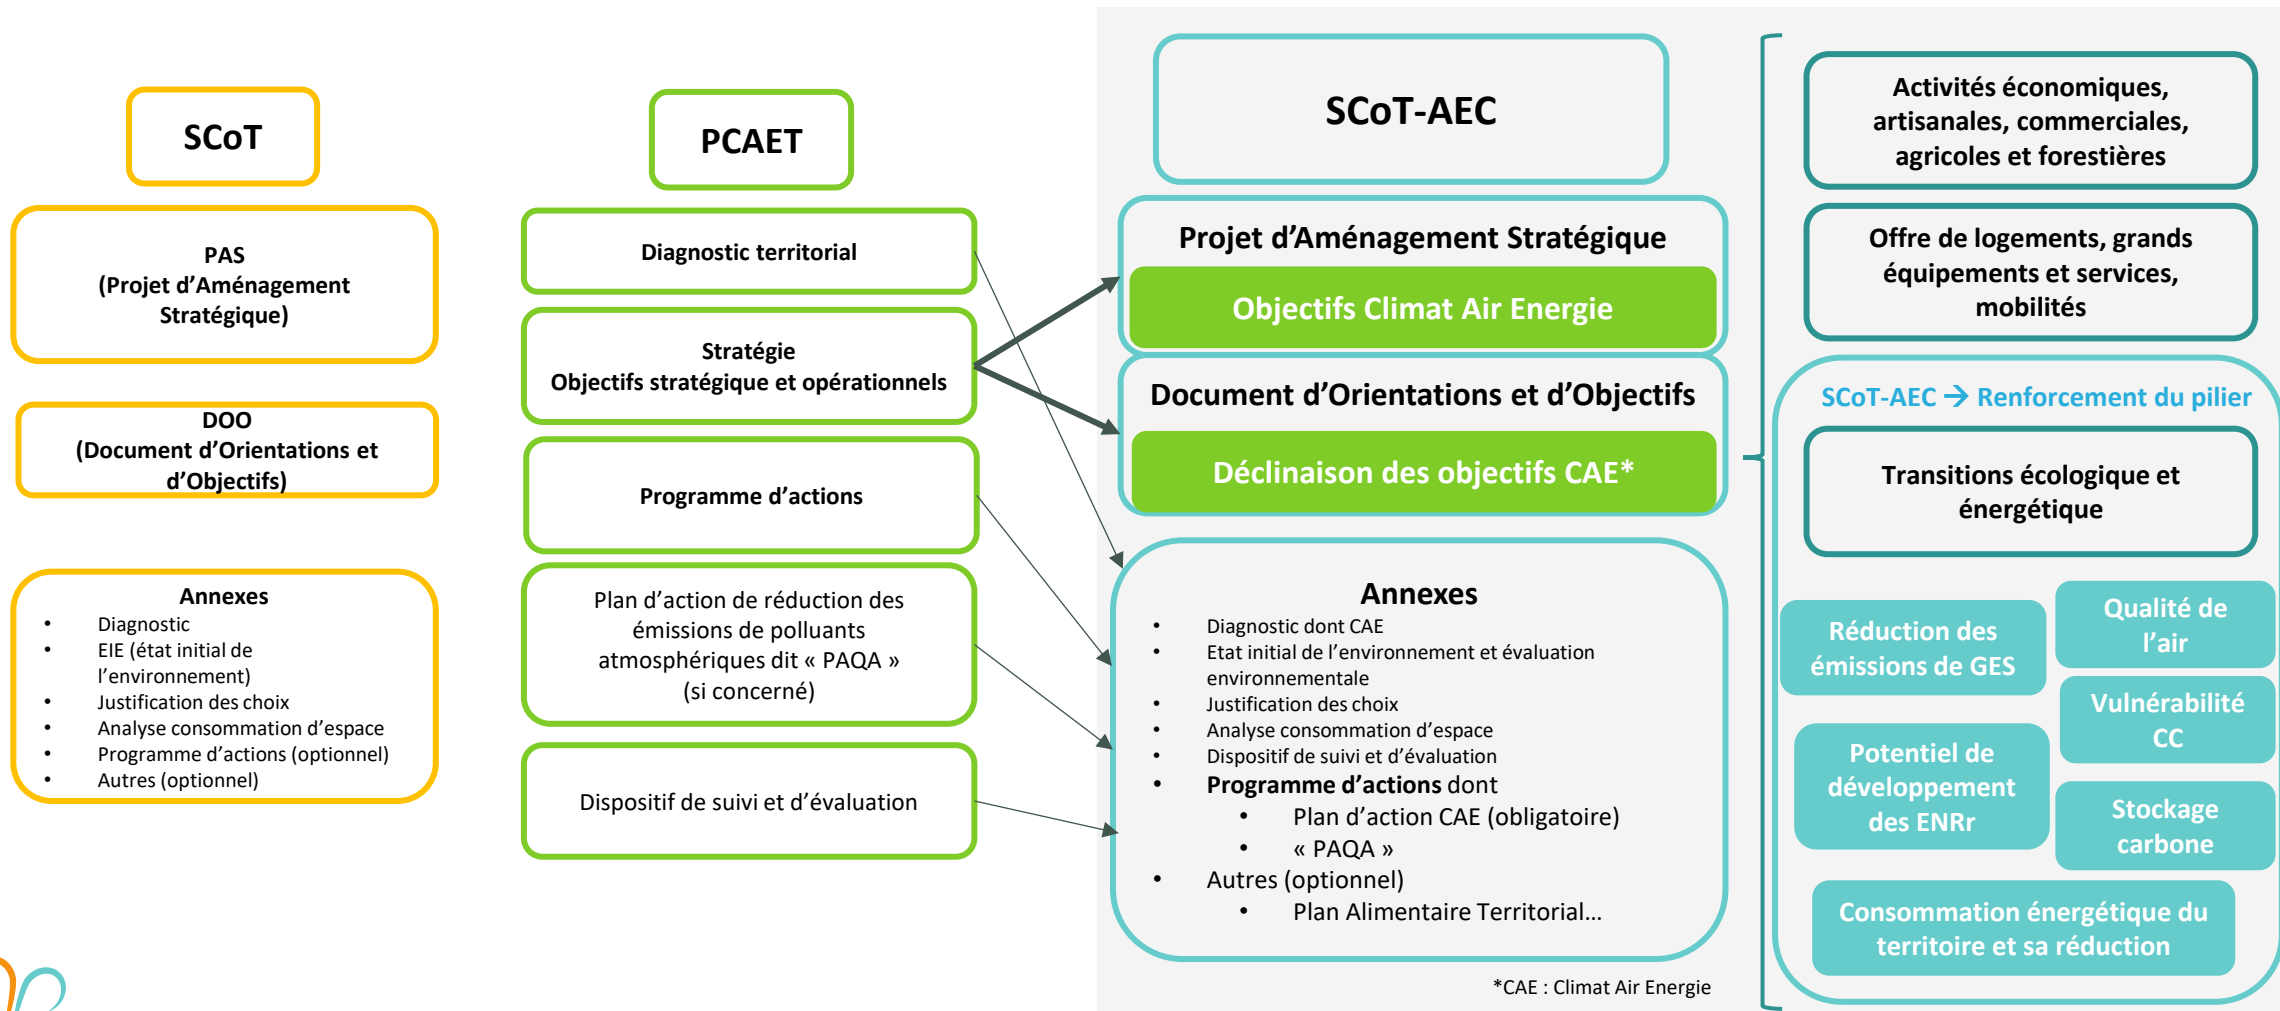 SCoT
PAS
(Projet d’Aménagement
Stratégique)
DOO
(Document d’Orientations et
d’Objectifs)
Annexes
• Diagnostic
• EIE (état initial de
l’environnement)
• Justification des choix
• Analyse consommation d’espace
• Programme d’actions (optionnel)
• Autres (optionnel)
PCAET
Diagnostic territorial
Stratégie
Objectifs stratégique et opérationnels
Programme d’actions
Plan d’action de réduction des
émissions de polluants
atmosphériques dit « PAQA »
(si concerné)
Dispositif de suivi et d’évaluation
SCoT-AEC
Projet d’Aménagement Stratégique
Objectifs Climat Air Energie
Document d’Orientations et d’Objectifs
Déclinaison des objectifs CAE*
Annexes
• Diagnostic dont CAE
• Etat initial de l’environnement et évaluation
environnementale
• Justification des choix
• Analyse consommation d’espace
• Dispositif de suivi et d’évaluation
• Programme d’actions dont
• Plan d’action CAE (obligatoire)
• « PAQA »
• Autres (optionnel)
• Plan Alimentaire Territorial…
*CAE : Climat Air Energie
Activités économiques,
artisanales, commerciales,
agricoles et forestières
Offre de logements, grands
équipements et services,
mobilités
SCoT-AEC → Renforcement du pilier
Transitions écologique et
énergétique
Réduction des
émissions de GES
Qualité de
l’air
Vulnérabilité
CC
Potentiel de
développement
des ENRr
Stockage
carbone
Consommation énergétique du
territoire et sa réduction